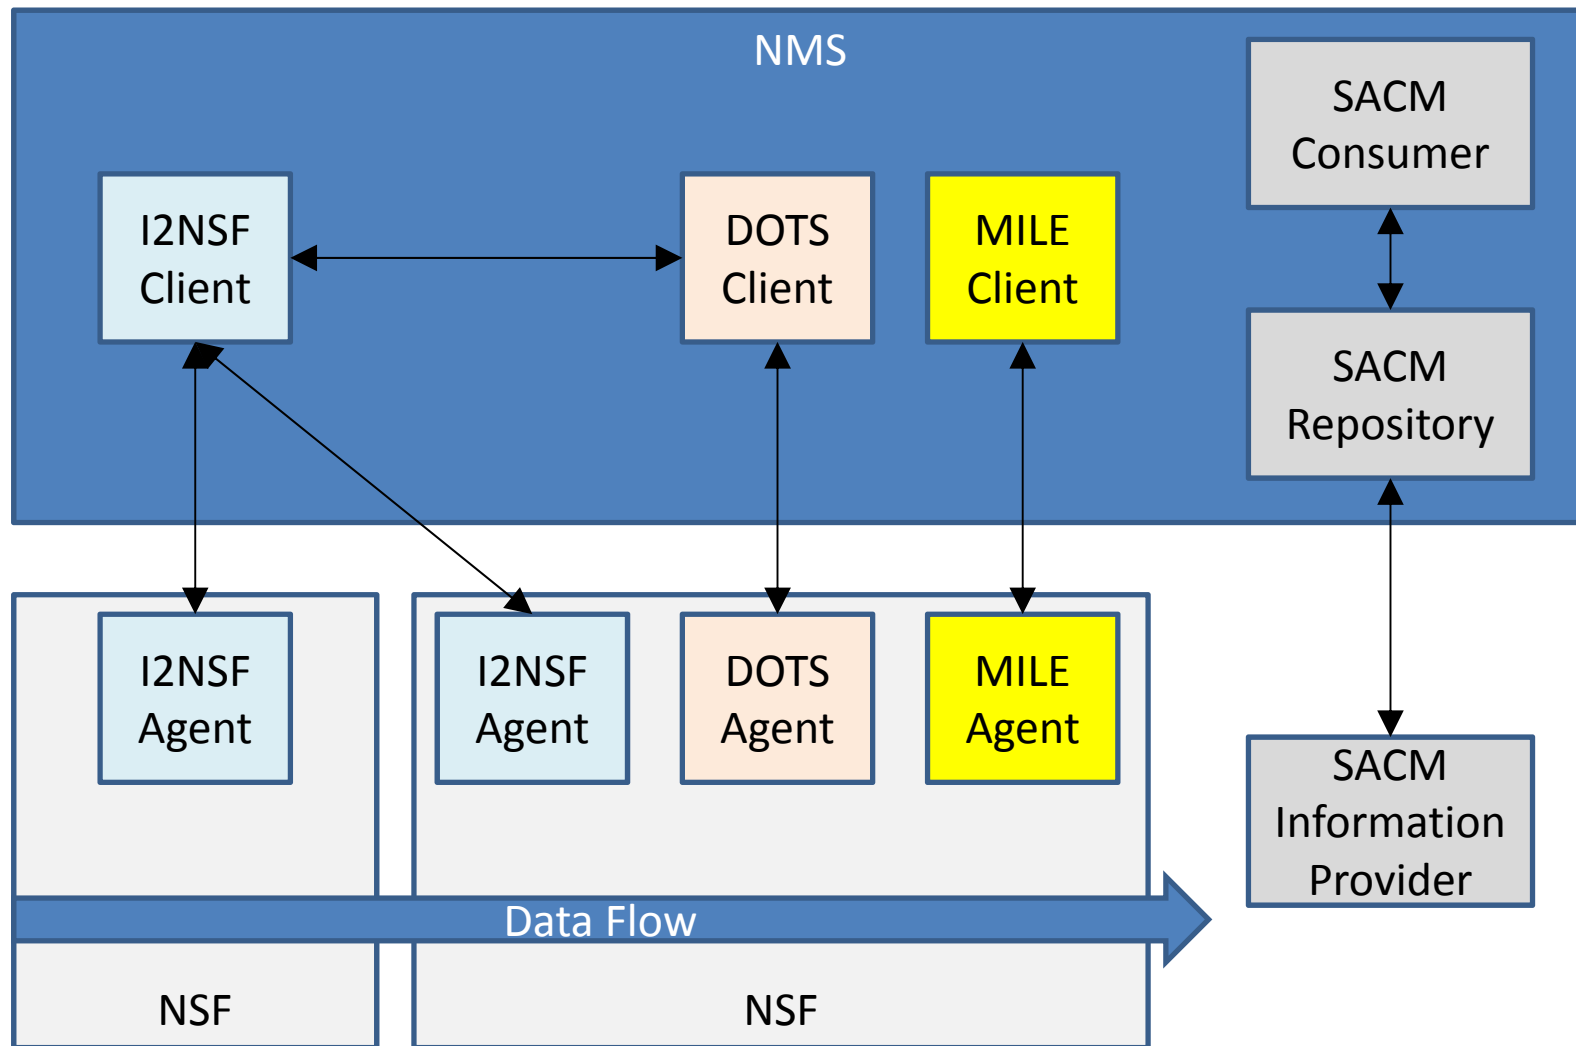 NMS
SACM
Consumer
I2NSF
Client
DOTS
Client
MILE
Client
SACM
Repository
I2NSF
Agent
I2NSF
Agent
DOTS
Agent
MILE
Agent
SACM
Information
Provider
Data Flow
NSF
NSF